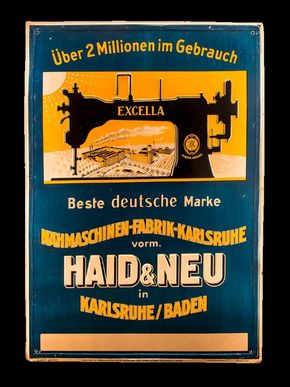 Über 2 Millionen im Gebrauch
EXCELLA
Beste deutsche Marke
NÄHMASCHINEN-FABRIK-KARLSRUHE
vorm.
HAID & NEU
in
KARLSRUHE/BADEN